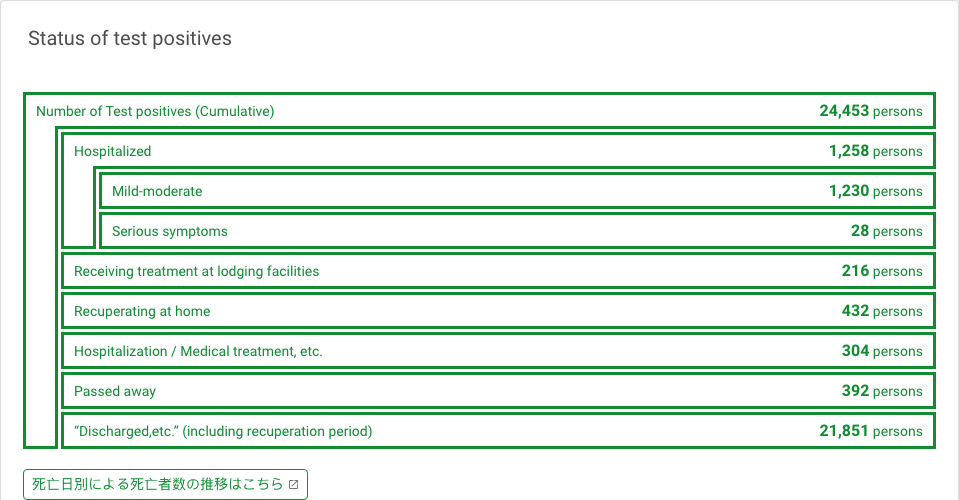 Status of test positives
Number of Test positives (Cumulative) 24,453 persons
Hospitalized 1,258 persons
Mild-moderate 1,230 persons
Serious symptoms 28 persons
Receiving treatment at lodging facilities 216 persons
Recuperating at home 432 persons
Hospitalization / Medical treatment, etc. 304 persons
Passed away 392 persons
“Discharged,etc.” (including recuperation period) 21,851 persons
死亡日別による死亡者数の推移はこちら